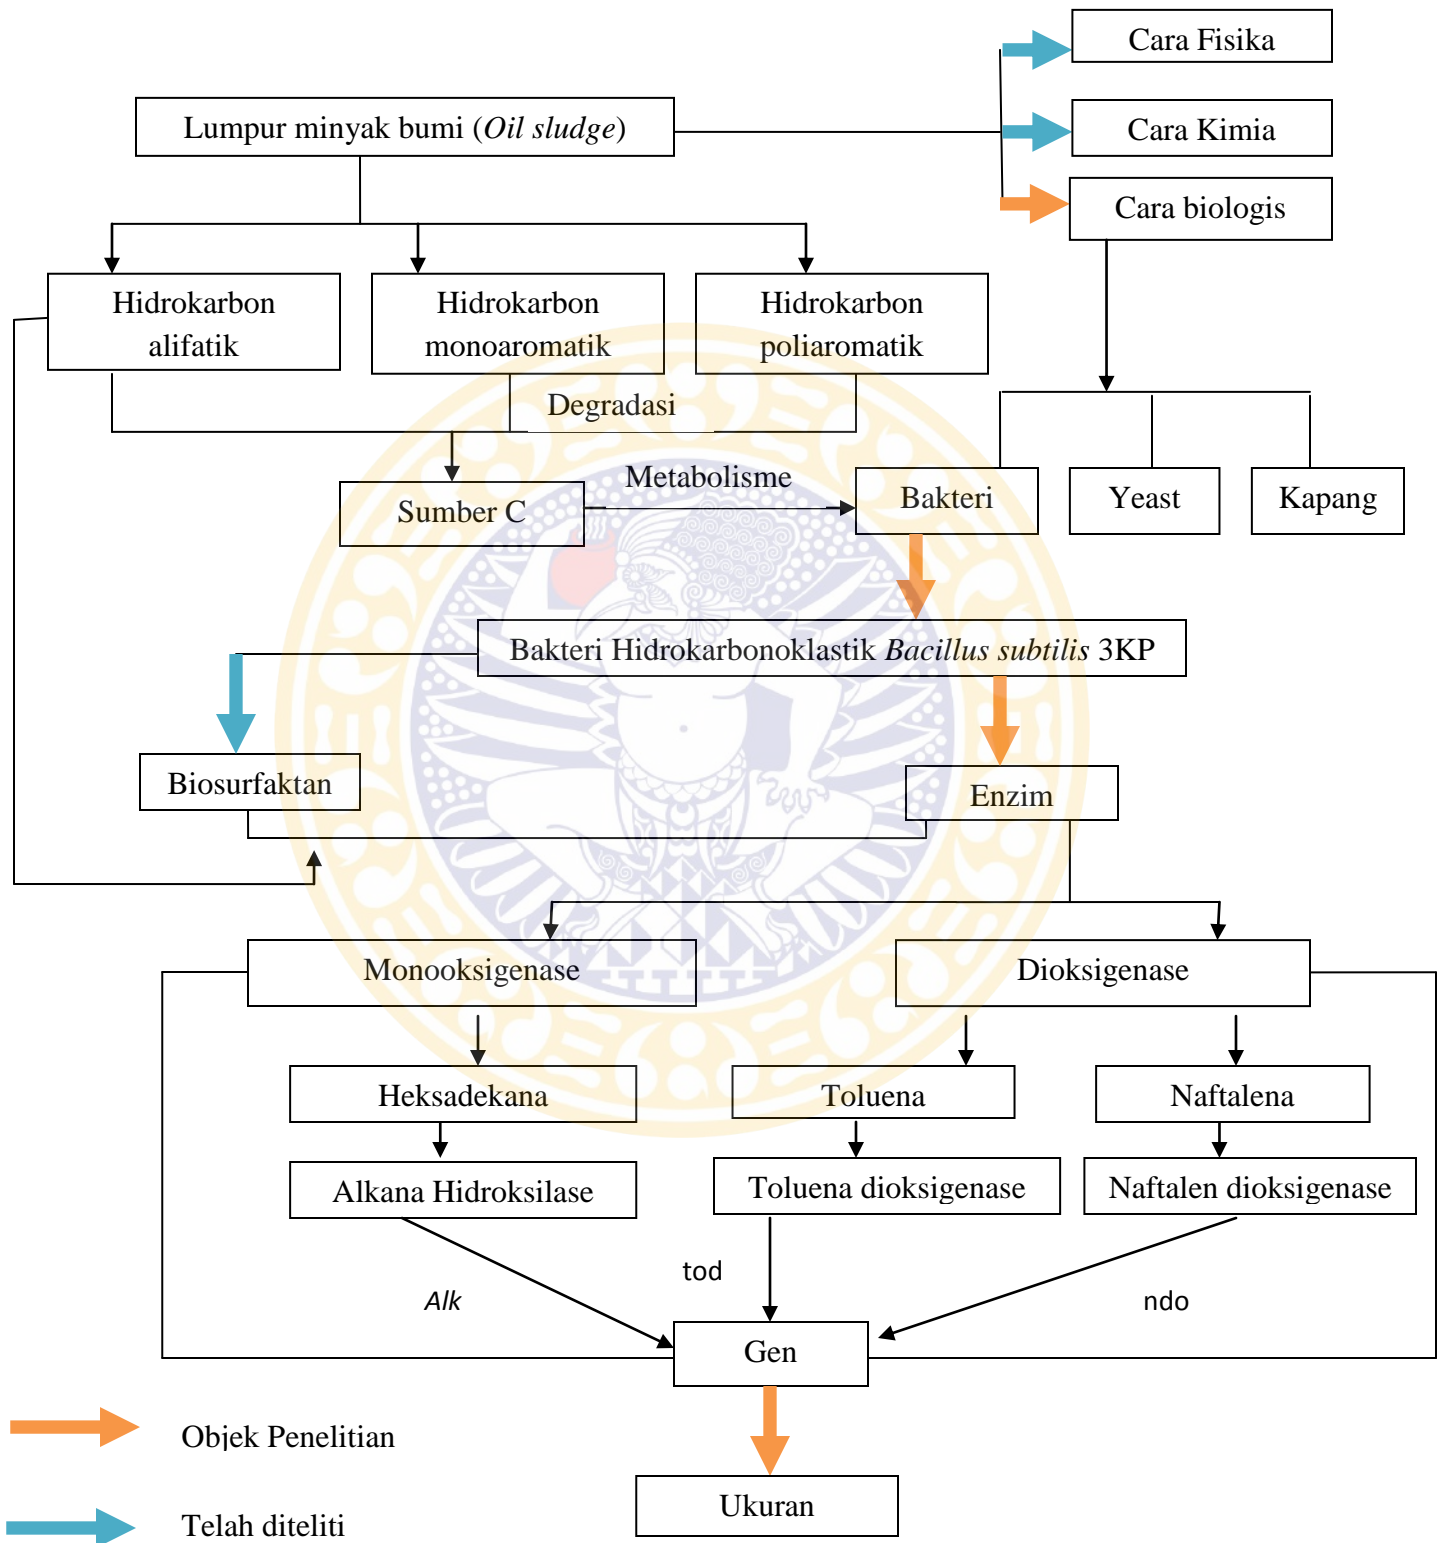 Cara Fisika
Lumpur minyak bumi (Oil sludge)
Cara Kimia
Cara biologis
Hidrokarbon
alifatik
Hidrokarbon
monoaromatik
Hidrokarbon
poliaromatik
Degradasi
Metabolisme
Sumber C
Bakteri
Yeast
Kapang
Bakteri Hidrokarbonoklastik Bacillus subtilis 3KP
Biosurfaktan
Enzim
Monooksigenase
Dioksigenase
Heksadekana
Toluena
Naftalena
Alkana Hidroksilase
Toluena dioksigenase
Naftalen dioksigenase
tod
Alk
ndo
Gen
Objek Penelitian
Ukuran
Telah diteliti